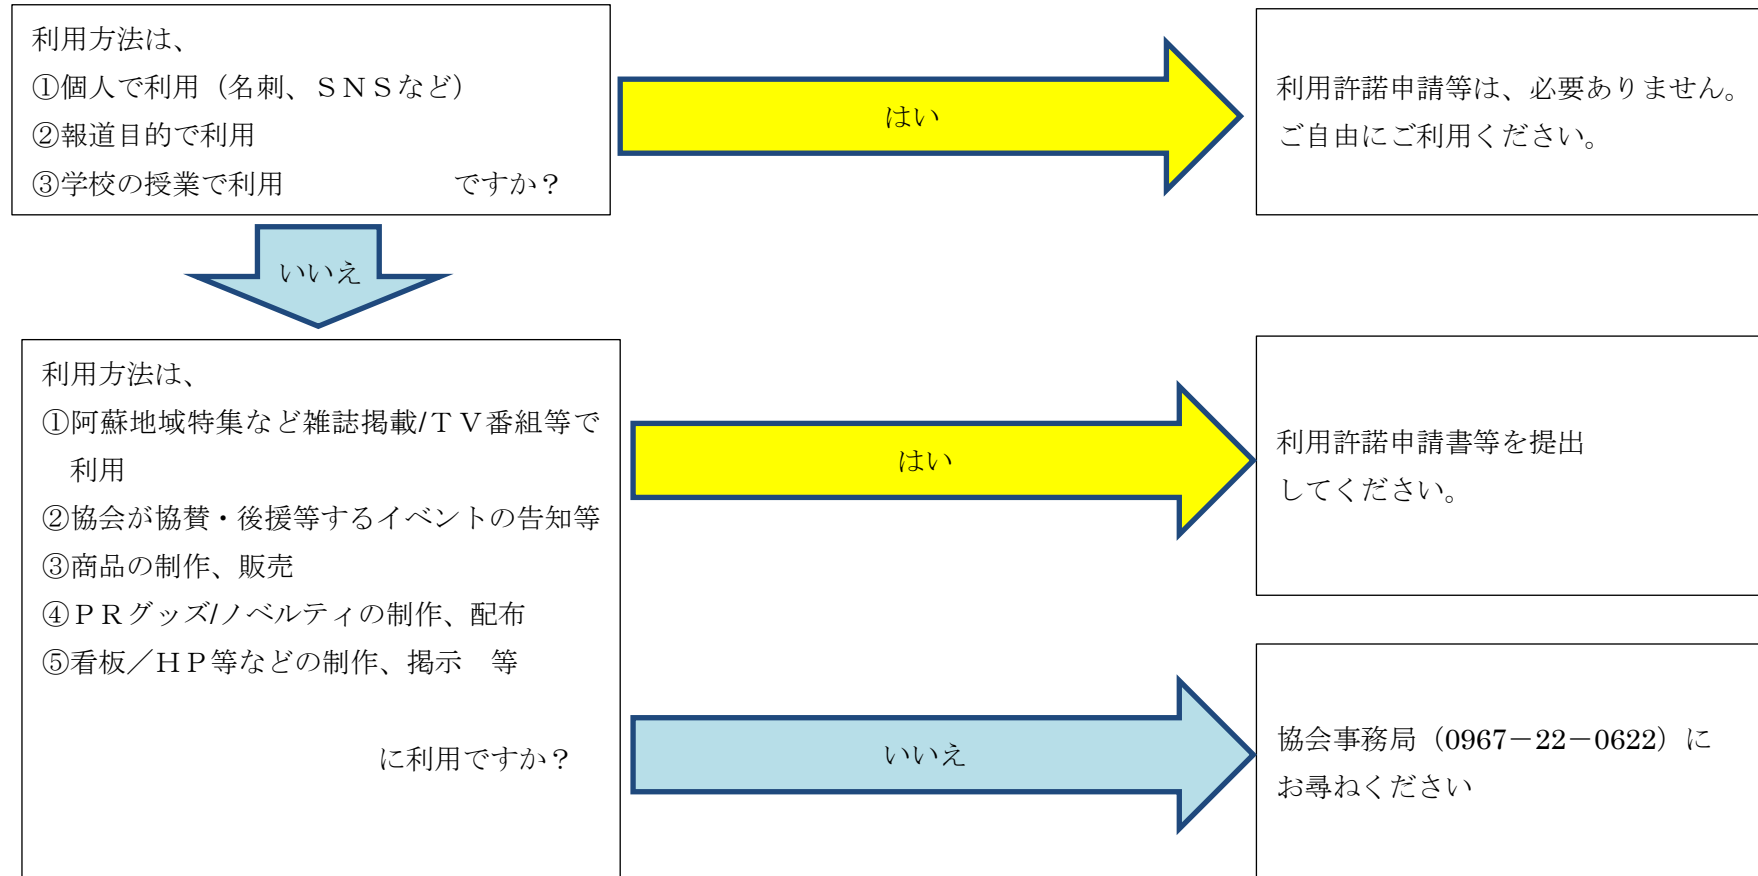 利用方法は、
①個人で利用（名刺、ＳＮＳなど）
②報道目的で利用
③学校の授業で利用　　　　　　ですか？
はい
利用許諾申請等は、必要ありません。
ご自由にご利用ください。
いいえ
利用方法は、
①阿蘇地域特集など雑誌掲載/ＴＶ番組等で
利用
②協会が協賛・後援等するイベントの告知等
③商品の制作、販売
④ＰＲグッズ/ノベルティの制作、配布
⑤看板／ＨＰ等などの制作、掲示　等
に利用ですか？
はい
利用許諾申請書等を提出
してください。
いいえ
協会事務局（0967－22－0622）に
お尋ねください